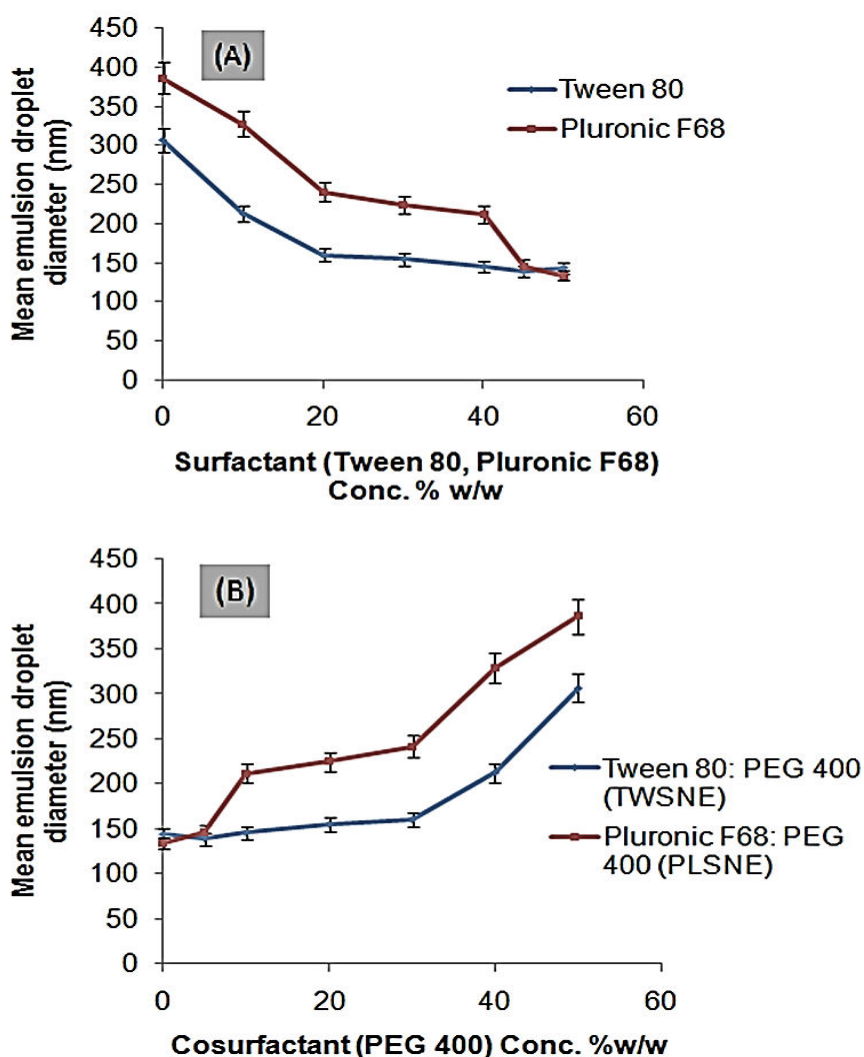 (A)
450
400
350
300
250
200
150
100
50
0
Mean emulsion droplet
diameter (nm)
Tween 80
Pluronic F68
0 20 40 60
Surfactant (Tween 80, Pluronic F68)
Conc. % w/w
(B)
450
400
350
300
250
200
150
100
50
0
Mean emulsion droplet
diameter (nm)
Tween 80: PEG 400
(TWSNE)
Pluronic F68: PEG
400 (PLSNE)
0 20 40 60
Cosurfactant (PEG 400) Conc. %w/w